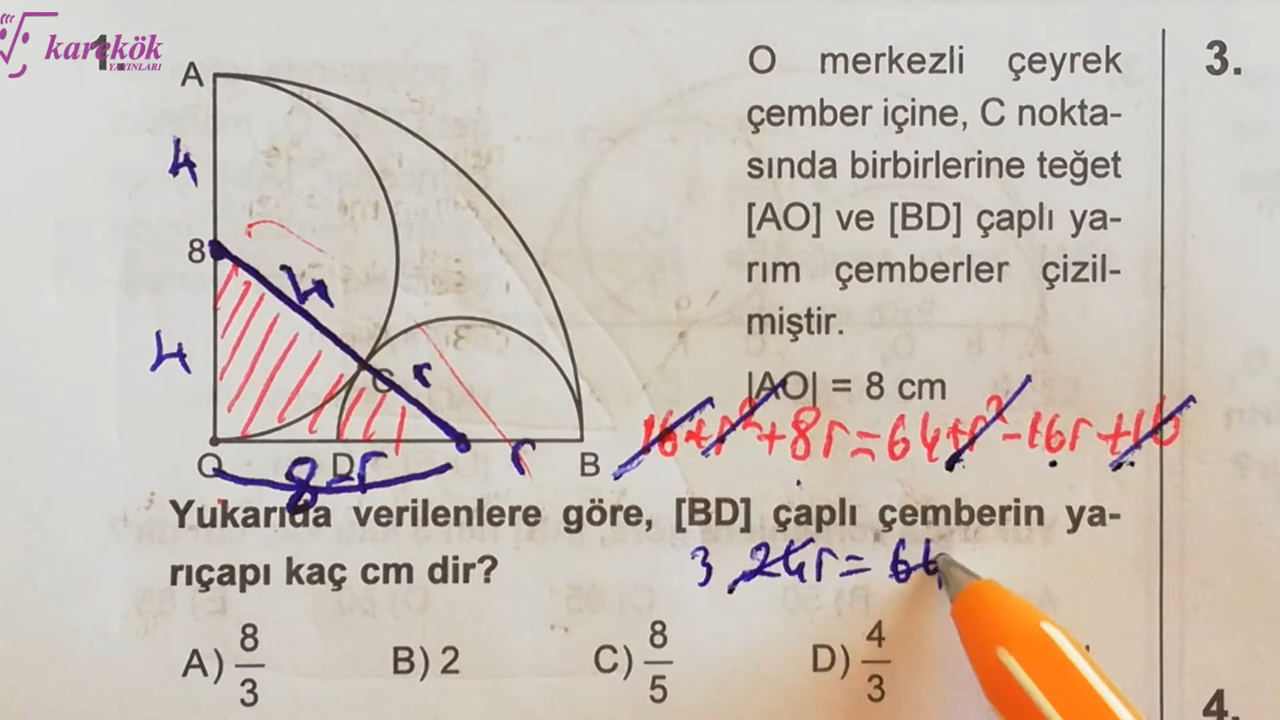 karekök
YAYINLARI
1.
A
O merkezli çeyrek
çember içine, C nokta-
sında birbirlerine teğet
[AO] ve [BD] çaplı ya-
rım çemberler çizil-
miştir.
|AO| = 8 cm
3.
4
8
4
4
C
r
O
D
B
r
8-r
16+r²+8r=64+r²-16r+16
Yukarıda verilenlere göre, [BD] çaplı çemberin ya-
rıçapı kaç cm dir?
3 24r = 64
A) 8/3 B) 2 C) 8/5 D) 4/3
4.